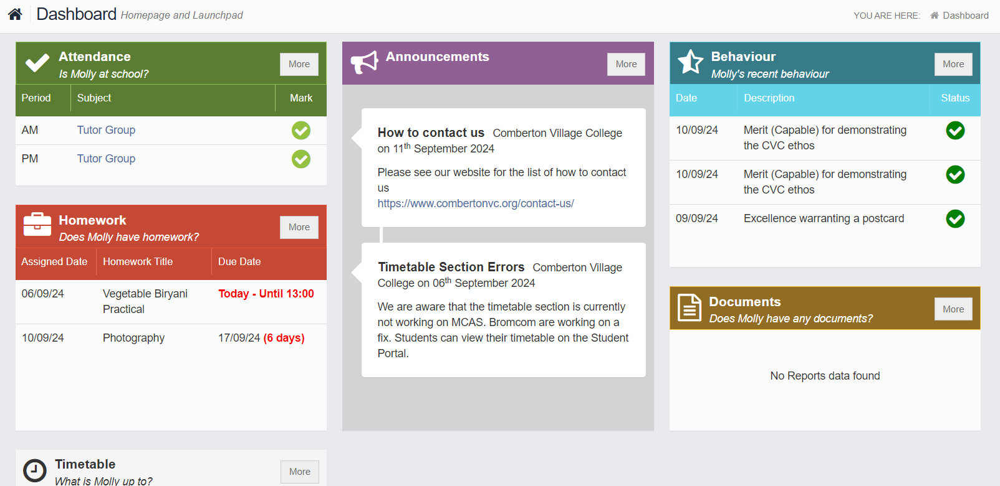 Dashboard Homepage and Launchpad
YOU ARE HERE: Dashboard
Attendance
Is Molly at school?
More
Period Subject Mark
AM Tutor Group
PM Tutor Group
Homework
Does Molly have homework?
More
Assigned Date Homework Title Due Date
06/09/24 Vegetable Biryani Today - Until 13:00
Practical
10/09/24 Photography 17/09/24 (6 days)
Timetable
What is Molly up to?
More
Announcements
More
How to contact us Comberton Village College
on 11th September 2024
Please see our website for the list of how to contact
us
https://www.combertonvc.org/contact-us/
Timetable Section Errors Comberton Village
College on 06th September 2024
We are aware that the timetable section is currently
not working on MCAS. Bromcom are working on a
fix. Students can view their timetable on the Student
Portal.
Behaviour
Molly's recent behaviour
More
Date Description Status
10/09/24 Merit (Capable) for demonstrating
the CVC ethos
10/09/24 Merit (Capable) for demonstrating
the CVC ethos
09/09/24 Excellence warranting a postcard
Documents
Does Molly have any documents?
More
No Reports data found